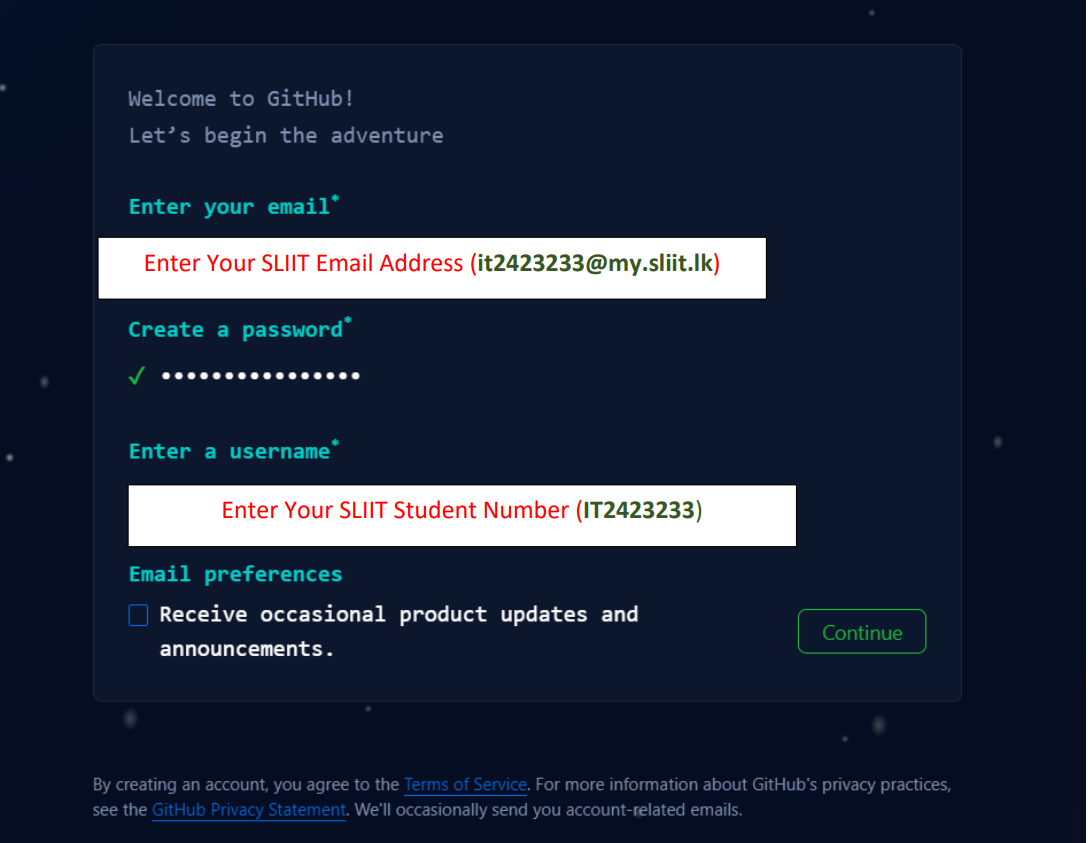 Welcome to GitHub!
Let’s begin the adventure
Enter your email*
Enter Your SLIIT Email Address (it2423233@my.sliit.lk)
Create a password*
✓ ••••••••••••••••
Enter a username*
Enter Your SLIIT Student Number (IT2423233)
Email preferences
Receive occasional product updates and
announcements.
Continue
By creating an account, you agree to the Terms of Service. For more information about GitHub's privacy practices,
see the GitHub Privacy Statement. We'll occasionally send you account-related emails.